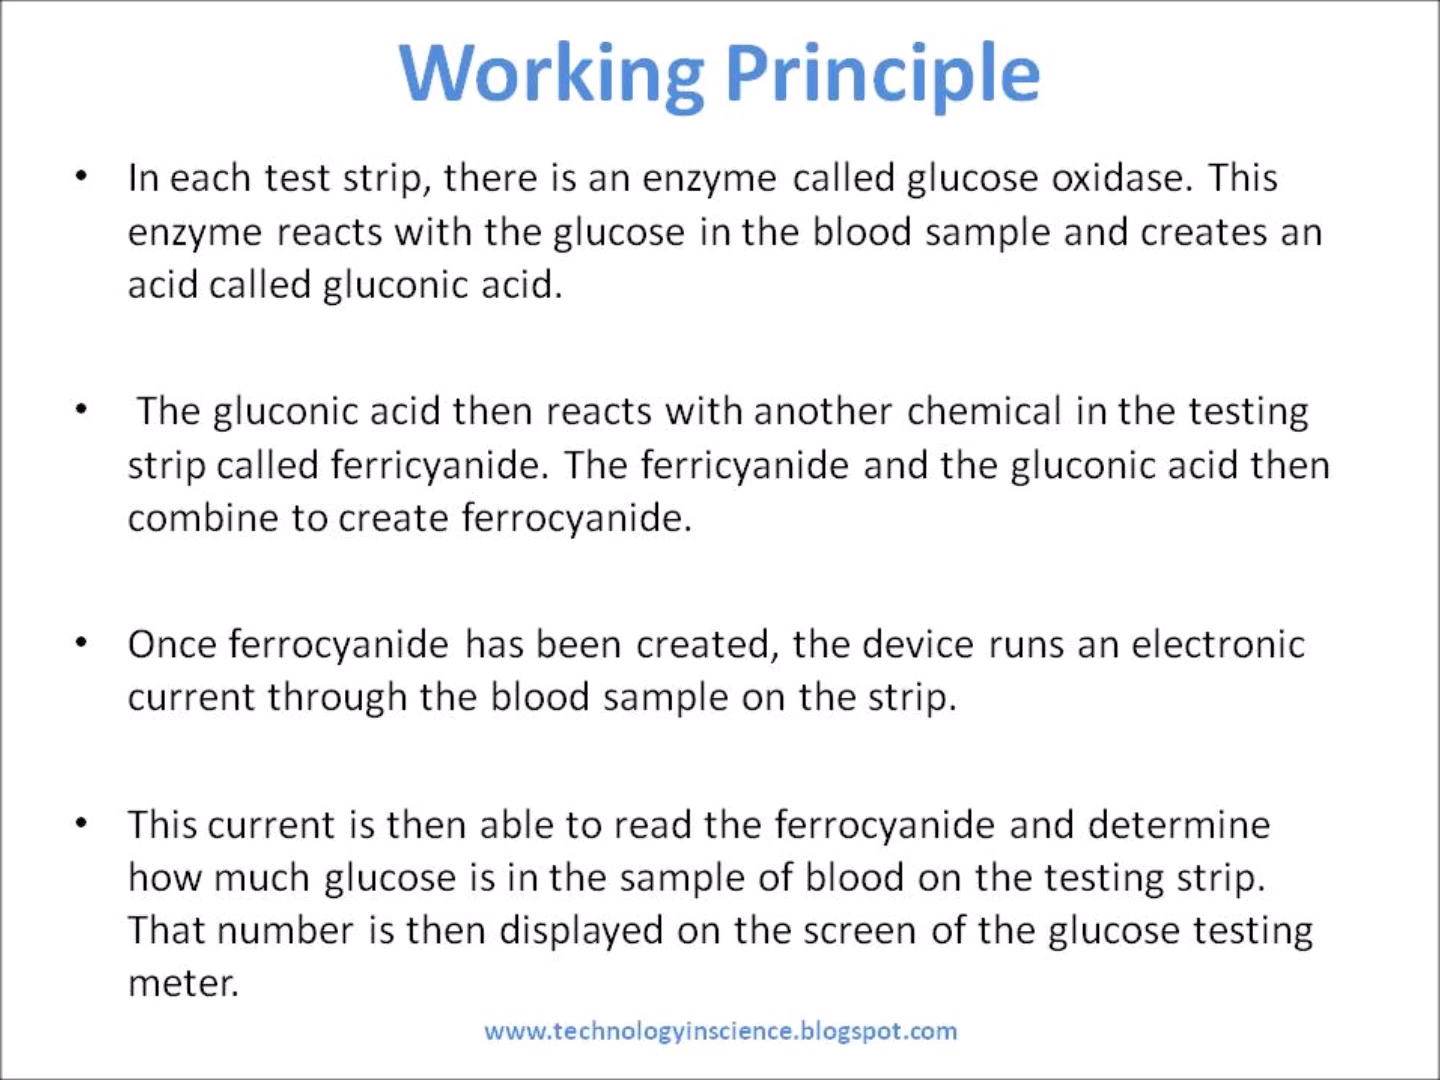 Working Principle
• In each test strip, there is an enzyme called glucose oxidase. This
enzyme reacts with the glucose in the blood sample and creates an
acid called gluconic acid.
• The gluconic acid then reacts with another chemical in the testing
strip called ferricyanide. The ferricyanide and the gluconic acid then
combine to create ferrocyanide.
• Once ferrocyanide has been created, the device runs an electronic
current through the blood sample on the strip.
• This current is then able to read the ferrocyanide and determine
how much glucose is in the sample of blood on the testing strip.
That number is then displayed on the screen of the glucose testing
meter.
www.technologyinscience.blogspot.com